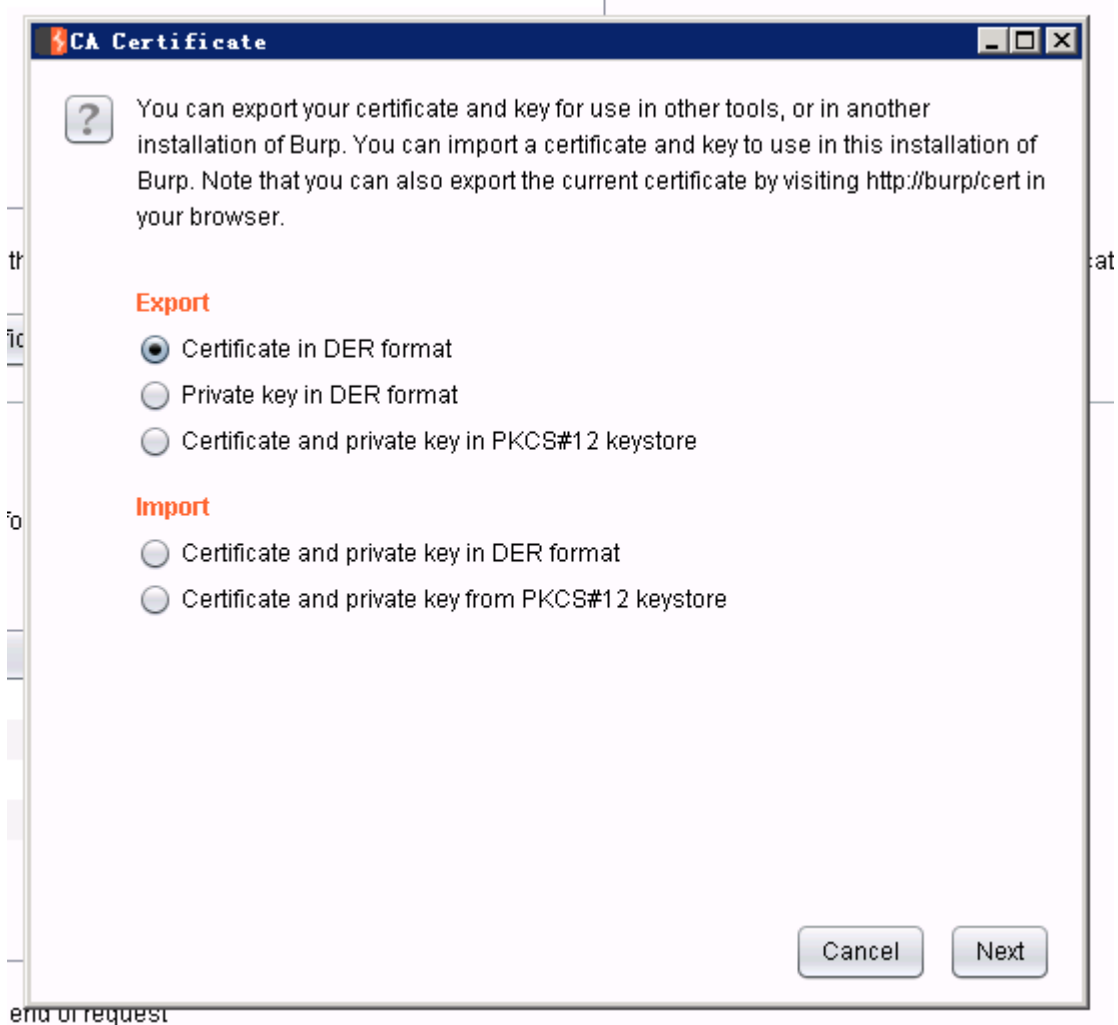 CA Certificate
You can export your certificate and key for use in other tools, or in another
installation of Burp. You can import a certificate and key to use in this installation of
Burp. Note that you can also export the current certificate by visiting http://burp/cert in
your browser.
Export
Certificate in DER format
Private key in DER format
Certificate and private key in PKCS#12 keystore
Import
Certificate and private key in DER format
Certificate and private key from PKCS#12 keystore
Cancel
Next
end of request